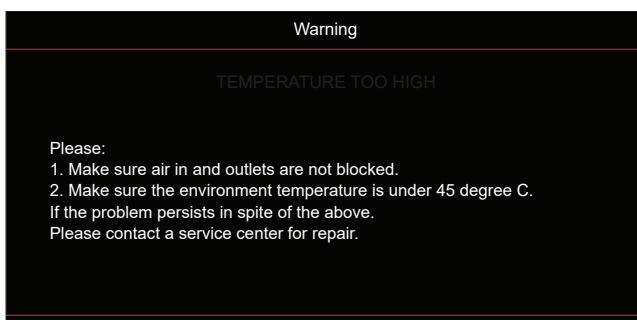 Warning
TEMPERATURE TOO HIGH
Please:
1. Make sure air in and outlets are not blocked.
2. Make sure the environment temperature is under 45 degree C.
If the problem persists in spite of the above.
Please contact a service center for repair.